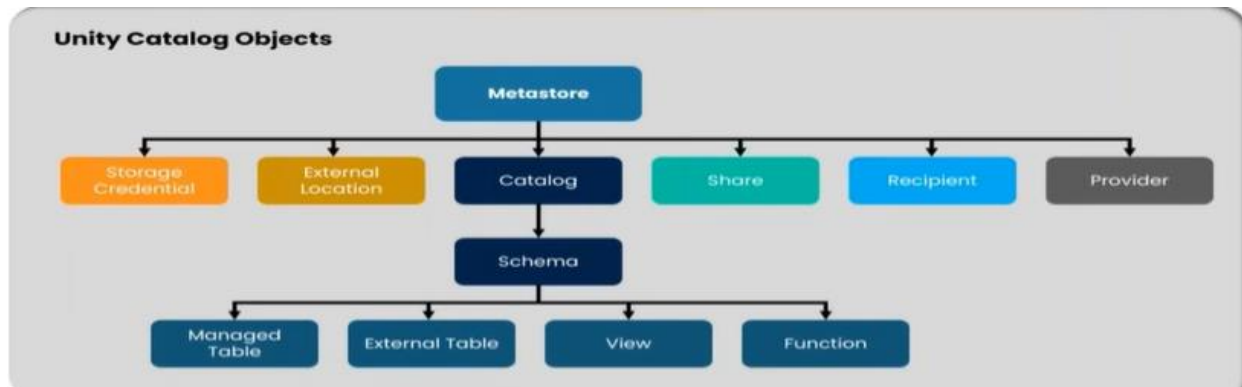 Unity Catalog Objects
Metastore
Storage
Credential
External
Location
Catalog
Share
Recipient
Provider
Schema
Managed
Table
External Table
View
Function